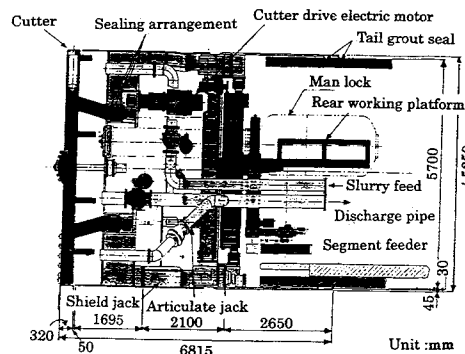 Cutter drive electric motor
Cutter
Sealing arrangement
Tail grout seal
Man lock
Rear working platform
5700
Slurry feed
Discharge pipe
Segment feeder
30
45
Shield jack
Articulate jack
320
1695
2100
2650
50
6815
Unit :mm